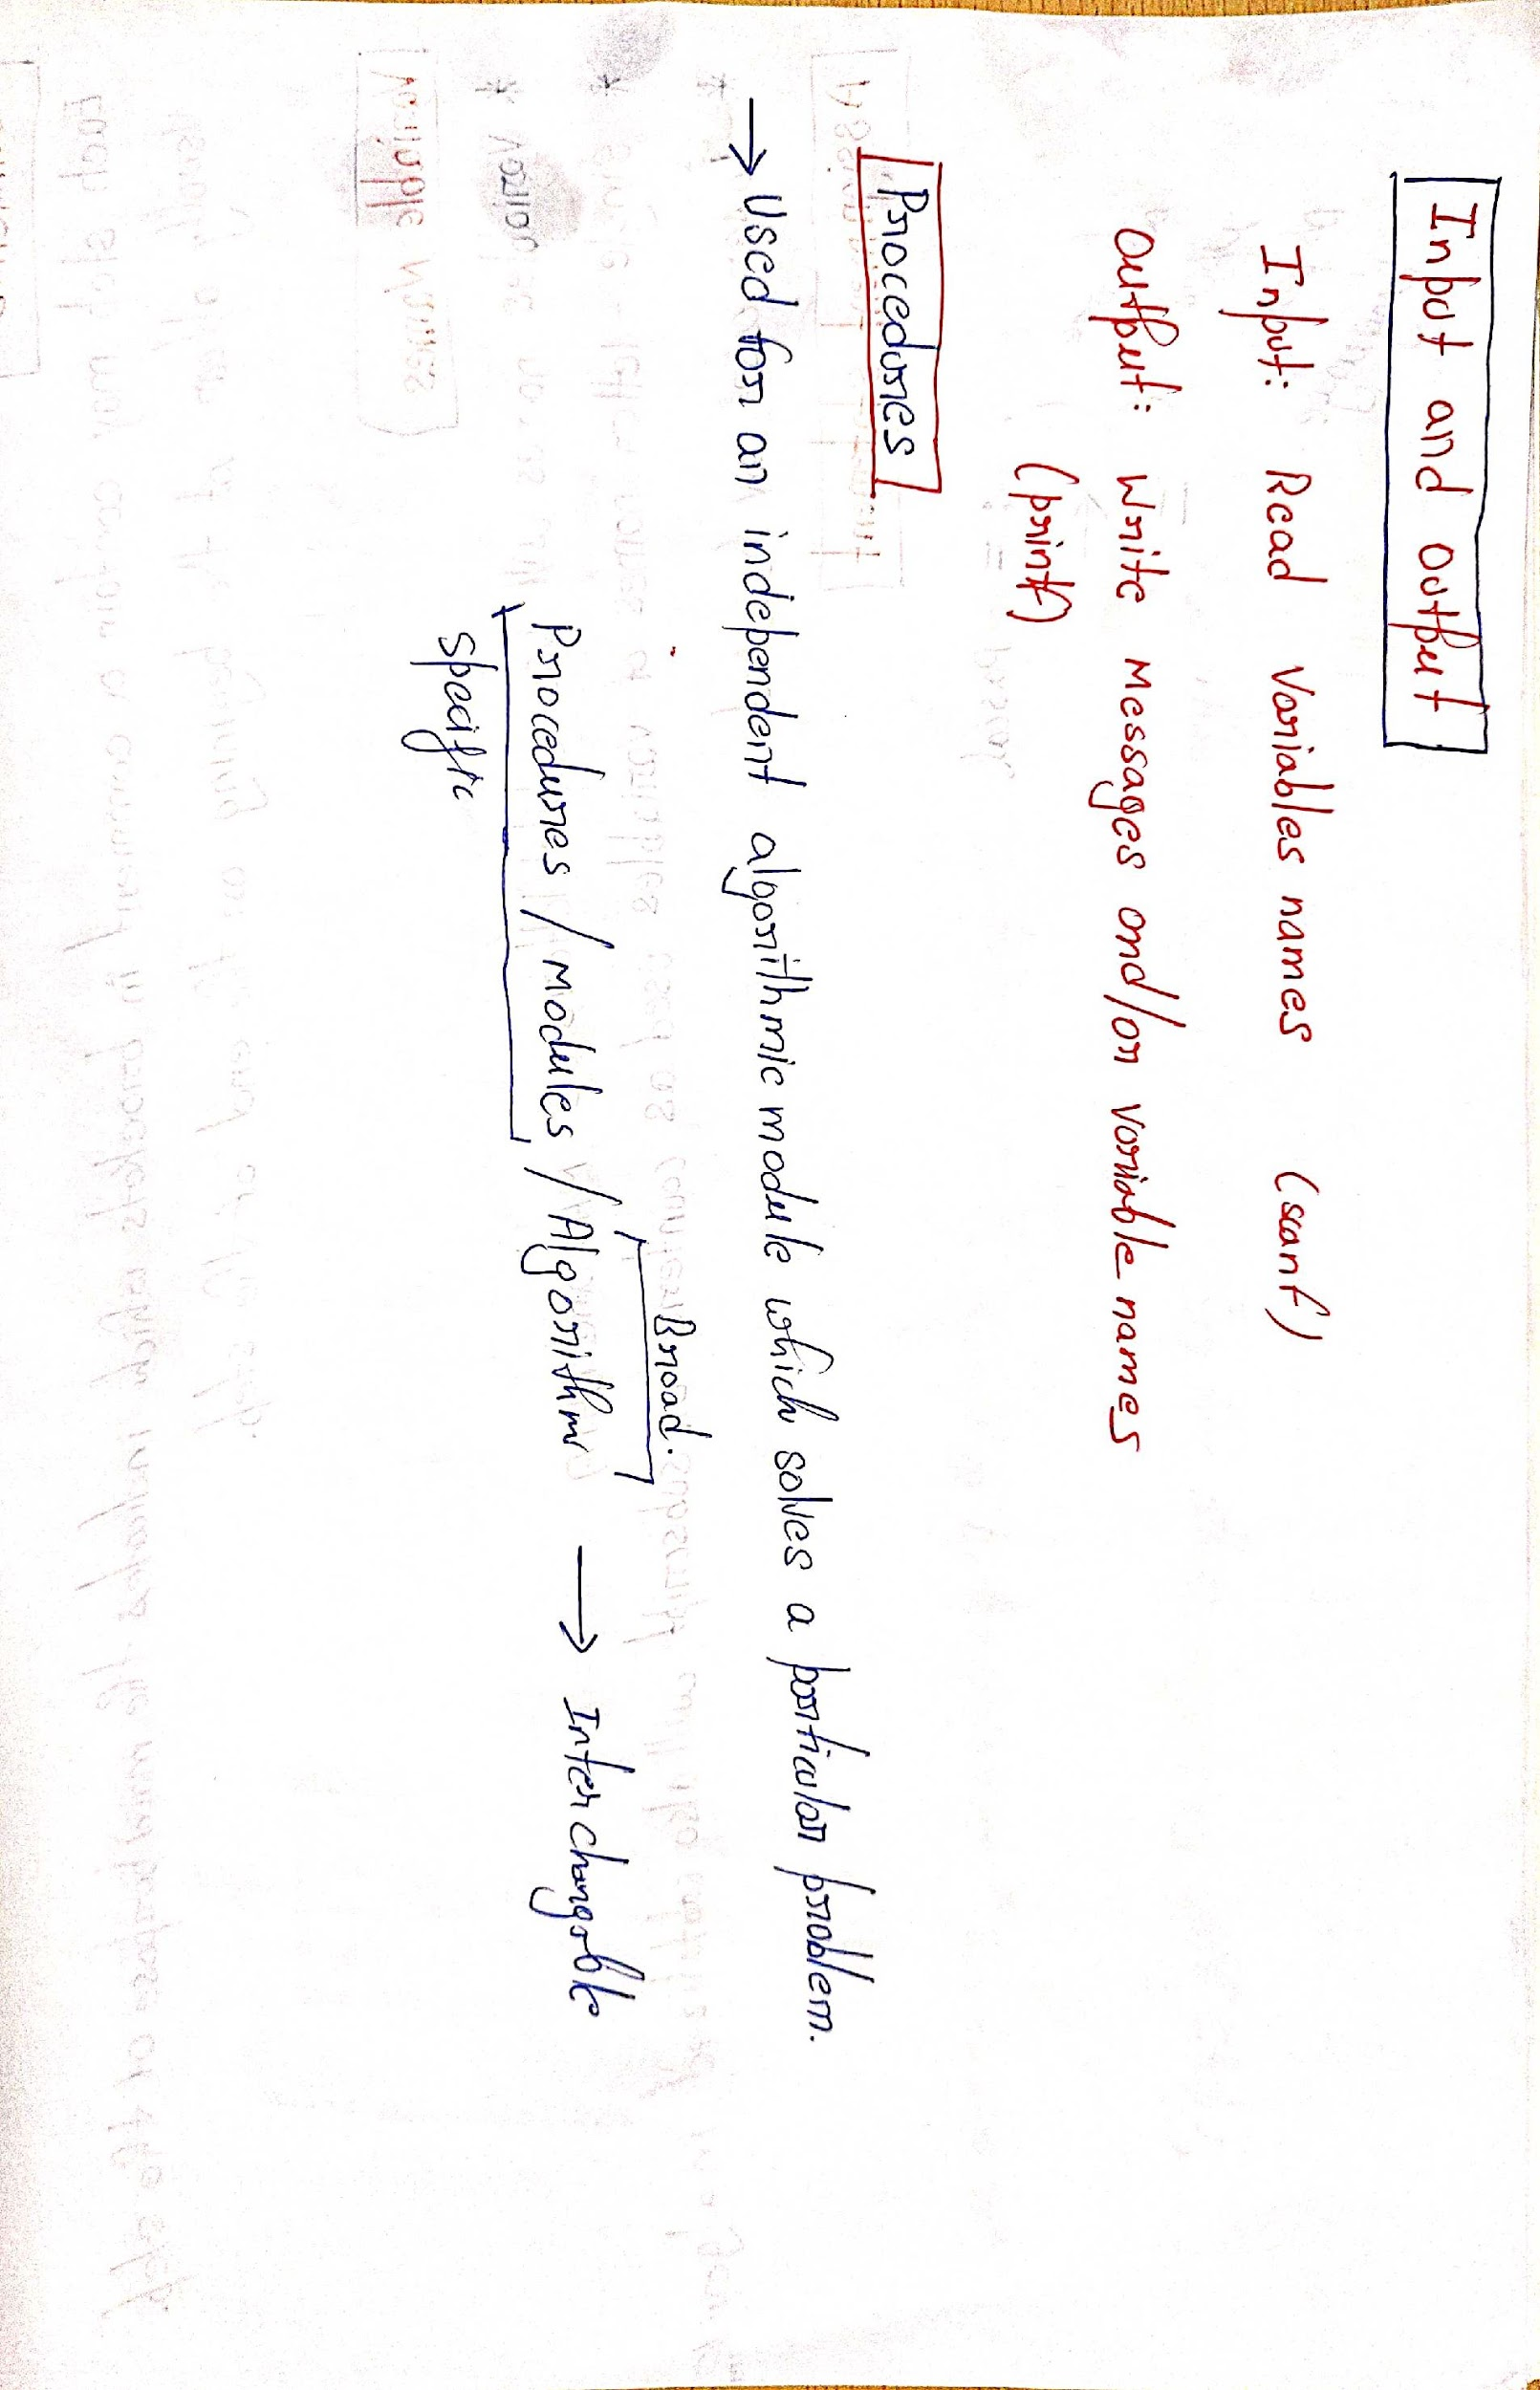 Input and output
Input: Read Variables names (scanf)
output: Write Messages and/or variable names
(printf)
Procedures
→ Used for an independent algorithmic module which solves a particular problem.
Broad.
Procedures / Modules / Algorithm → Interchangable
specific